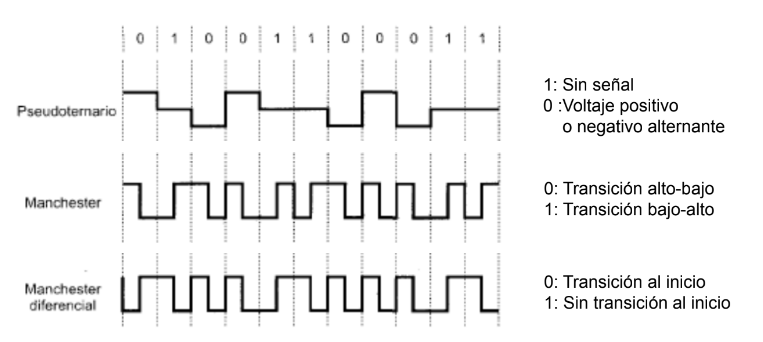 0 1 0 0 1 1 0 0 0 1 1
Pseudoternario
1: Sin señal
0 :Voltaje positivo
o negativo alternante
Manchester
0: Transición alto-bajo
1: Transición bajo-alto
Manchester
diferencial
0: Transición al inicio
1: Sin transición al inicio